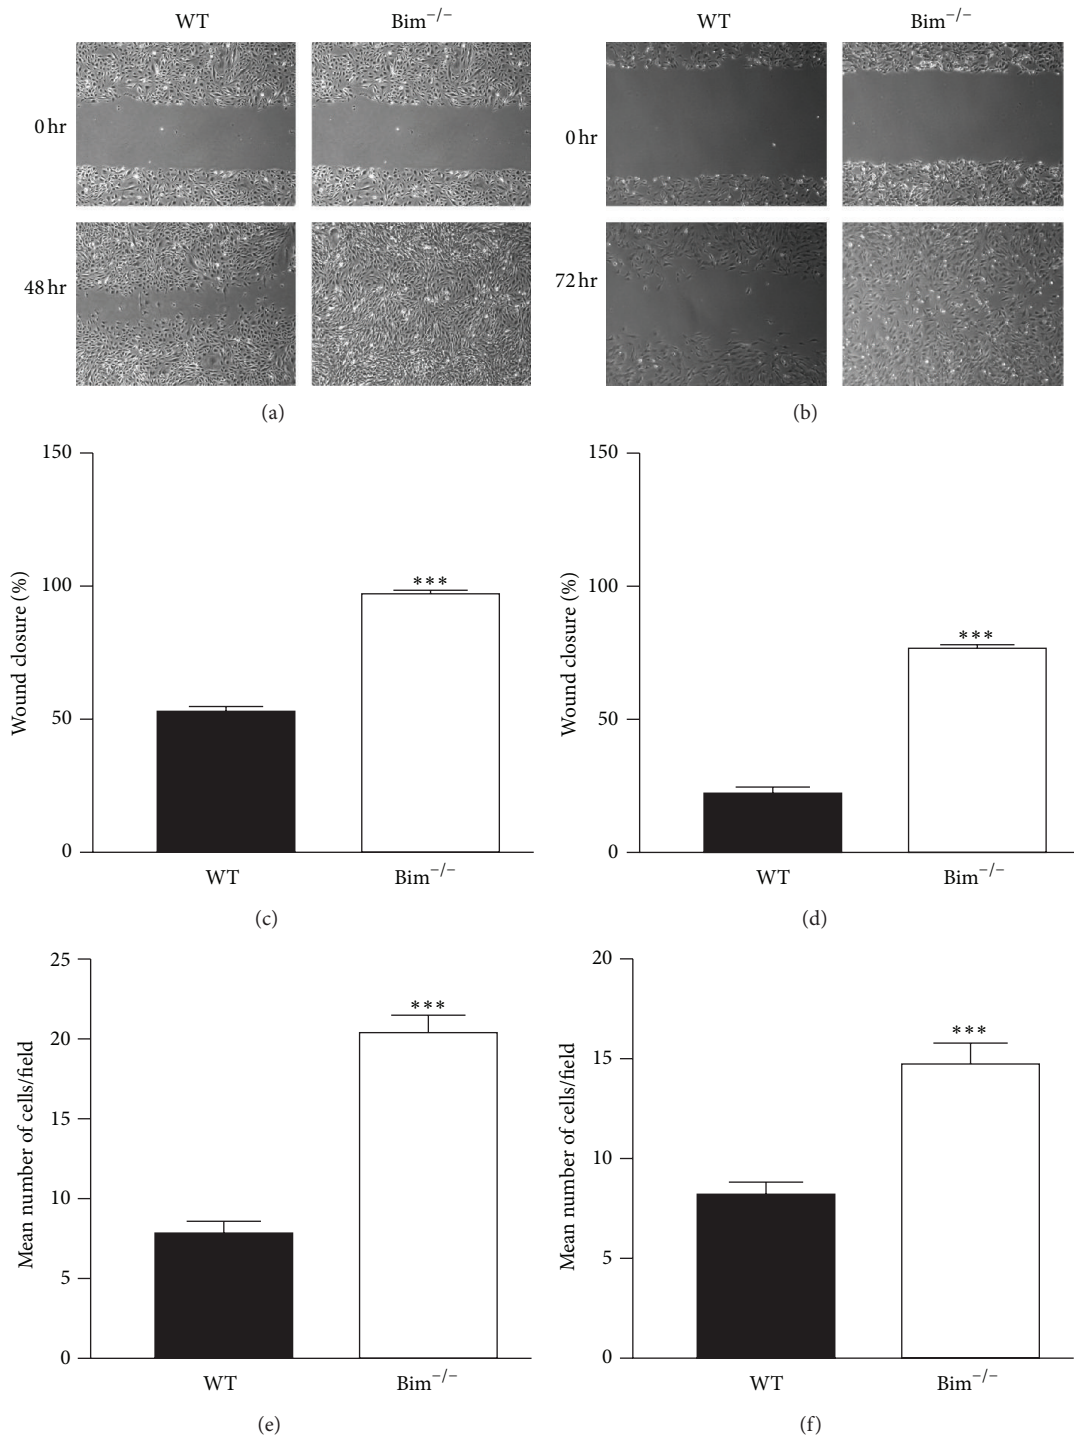 WT Bim−/− WT Bim−/−
0 hr 0 hr
48 hr 72 hr
(a) (b)
150 150
100 100
50 50
0 0
Wound closure (%) Wound closure (%)
*** ***
WT Bim−/− WT Bim−/−
(c) (d)
25 20
20 15
15 10
10 5
5 0
0
Mean number of cells/field Mean number of cells/field
*** ***
WT Bim−/− WT Bim−/−
(e) (f)